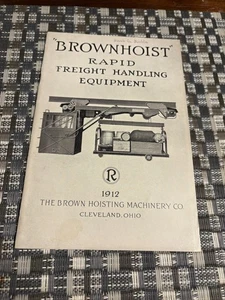 "BROWNHOIST"
RAPID
FREIGHT HANDLING
EQUIPMENT
R
1912
THE BROWN HOISTING MACHINERY CO.
CLEVELAND, OHIO